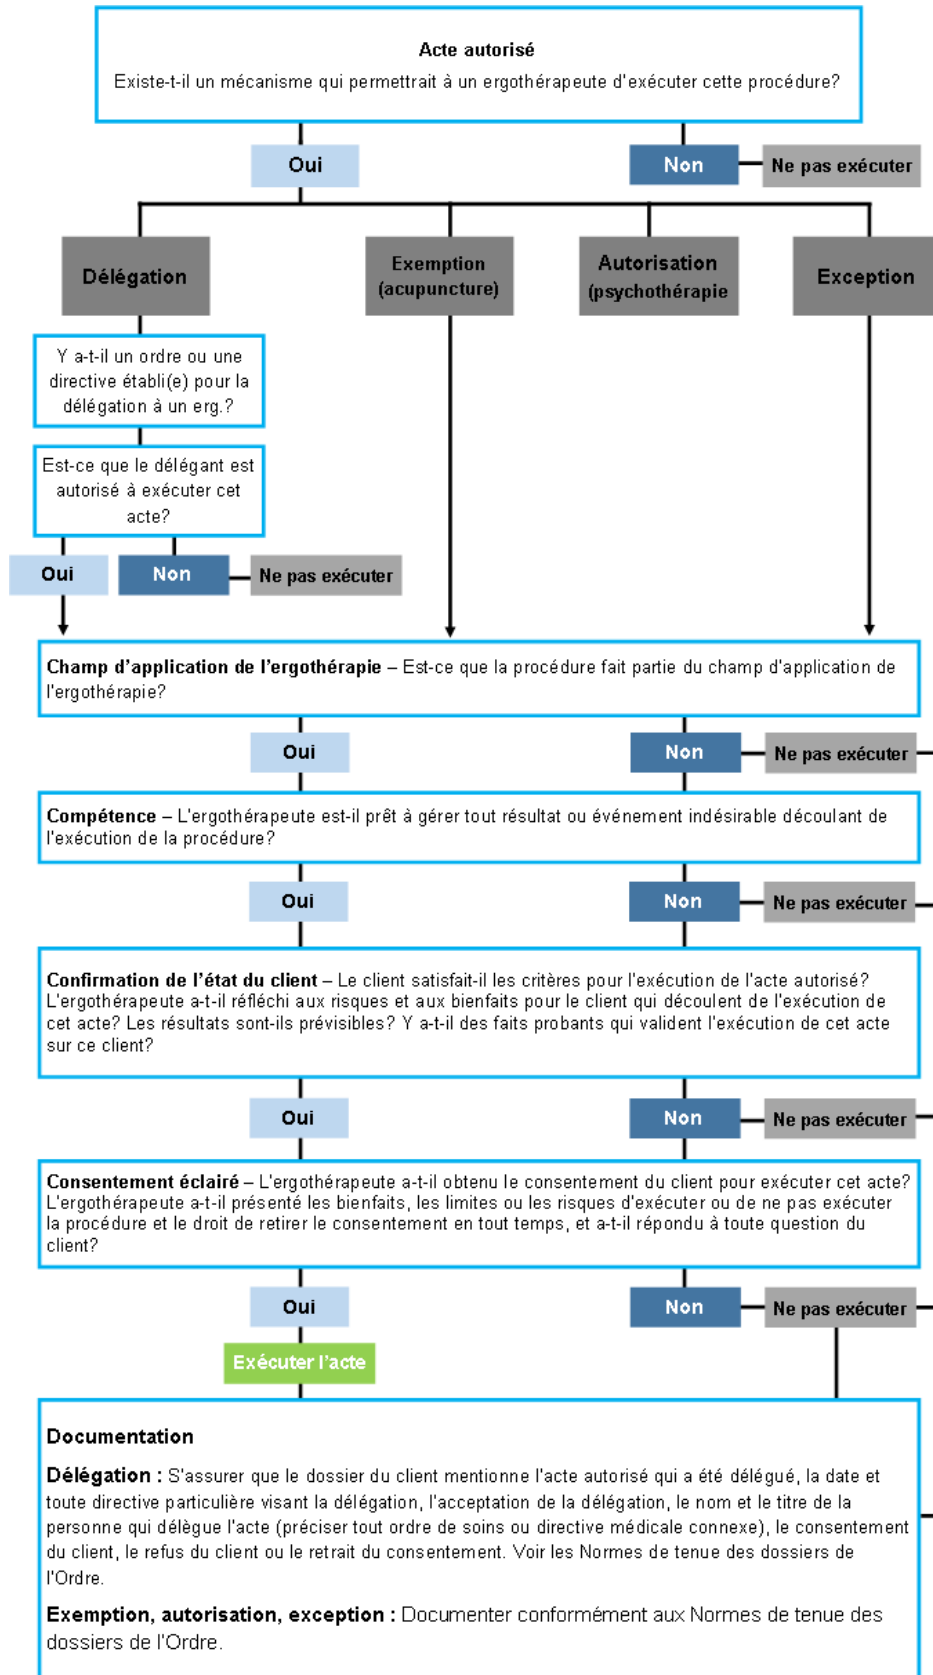 Acte autorisé
Existe-t-il un mécanisme qui permettrait à un ergothérapeute d'exécuter cette procédure?
Oui
Non
Ne pas exécuter
Délégation
Exemption
(acupuncture)
Autorisation
(psychothérapie
Exception
Y a-t-il un ordre ou une
directive établi(e) pour la
délégation à un erg.?
Est-ce que le délégant est
autorisé à exécuter cet
acte?
Oui
Non
Ne pas exécuter
Champ d'application de l'ergothérapie – Est-ce que la procédure fait partie du champ d'application de
l'ergothérapie?
Oui
Non
Ne pas exécuter
Compétence – L'ergothérapeute est-il prêt à gérer tout résultat ou événement indésirable découlant de
l'exécution de la procédure?
Oui
Non
Ne pas exécuter
Confirmation de l'état du client – Le client satisfait-il les critères pour l'exécution de l'acte autorisé?
L'ergothérapeute a-t-il réfléchi aux risques et aux bienfaits pour le client qui découlent de l'exécution de
cet acte? Les résultats sont-ils prévisibles? Y a-t-il des faits probants qui valident l'exécution de cet acte
sur ce client?
Oui
Non
Ne pas exécuter
Consentement éclairé – L'ergothérapeute a-t-il obtenu le consentement du client pour exécuter cet acte?
L'ergothérapeute a-t-il présenté les bienfaits, les limites ou les risques d'exécuter ou de ne pas exécuter
la procédure et le droit de retirer le consentement en tout temps, et a-t-il répondu à toute question du
client?
Oui
Non
Ne pas exécuter
Exécuter l'acte
Documentation
Délégation : S'assurer que le dossier du client mentionne l'acte autorisé qui a été délégué, la date et
toute directive particulière visant la délégation, l'acceptation de la délégation, le nom et le titre de la
personne qui délègue l'acte (préciser tout ordre de soins ou directive médicale connexe), le consentement
du client, le refus du client ou le retrait du consentement. Voir les Normes de tenue des dossiers de
l'Ordre.
Exemption, autorisation, exception : Documenter conformément aux Normes de tenue des
dossiers de l'Ordre.